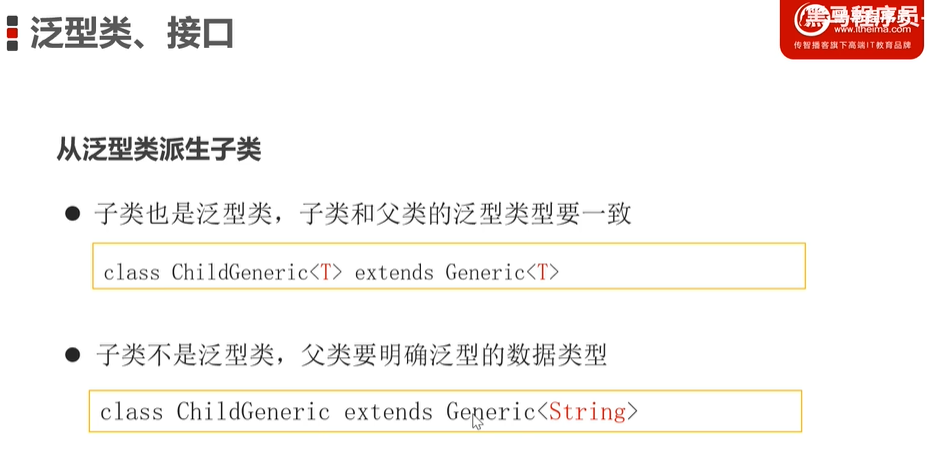 泛型类、接口
黑马程序员
www.itheima.com
传智播客旗下高端IT教育品牌
从泛型类派生子类
● 子类也是泛型类，子类和父类的泛型类型要一致
class ChildGeneric<T> extends Generic<T>
● 子类不是泛型类，父类要明确泛型的数据类型
class ChildGeneric extends Generic<String>